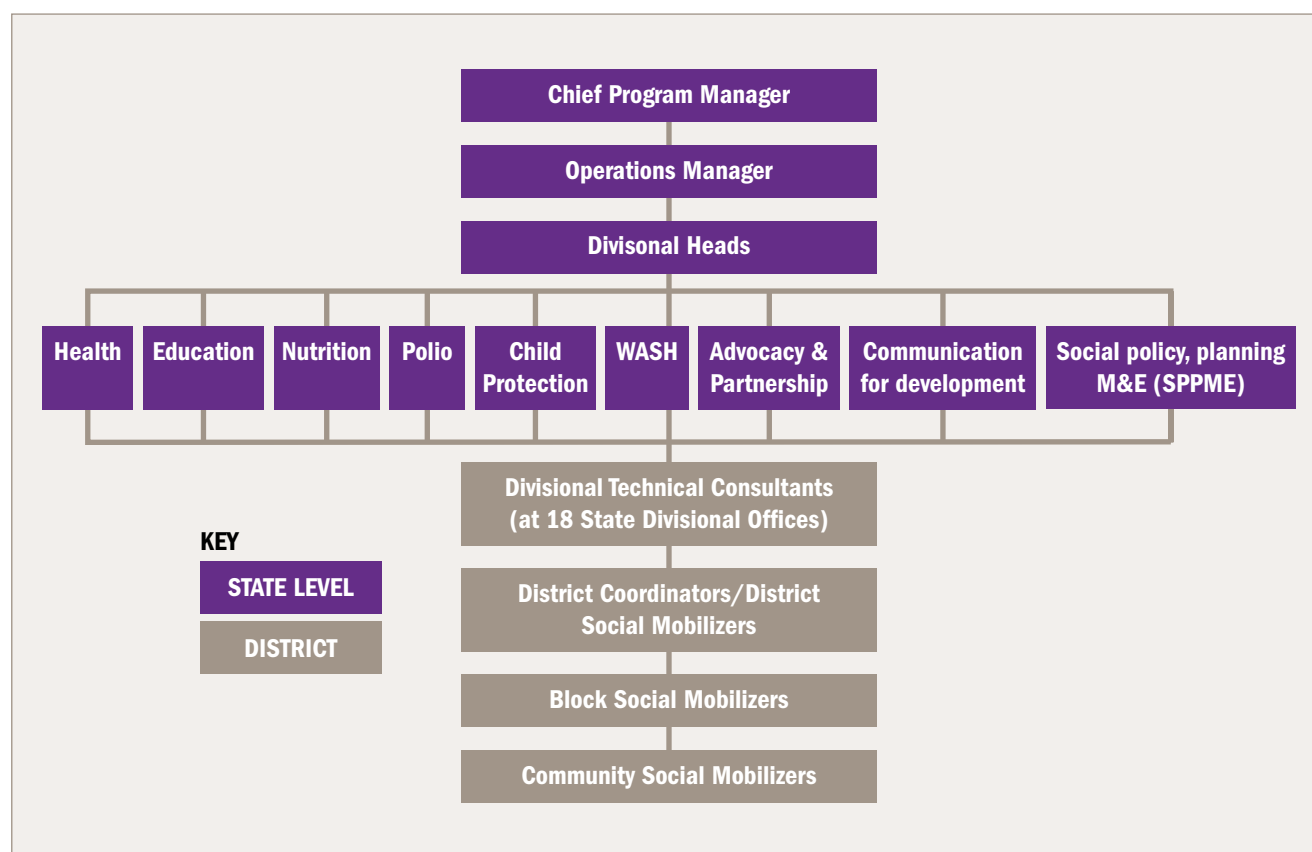 Chief Program Manager
Operations Manager
Divisonal Heads
Health
Education
Nutrition
Polio
Child
Protection
WASH
Advocacy &
Partnership
Communication
for development
Social policy, planning
M&E (SPPME)
Divisional Technical Consultants
(at 18 State Divisional Offices)
District Coordinators/District
Social Mobilizers
Block Social Mobilizers
Community Social Mobilizers
KEY
STATE LEVEL
DISTRICT